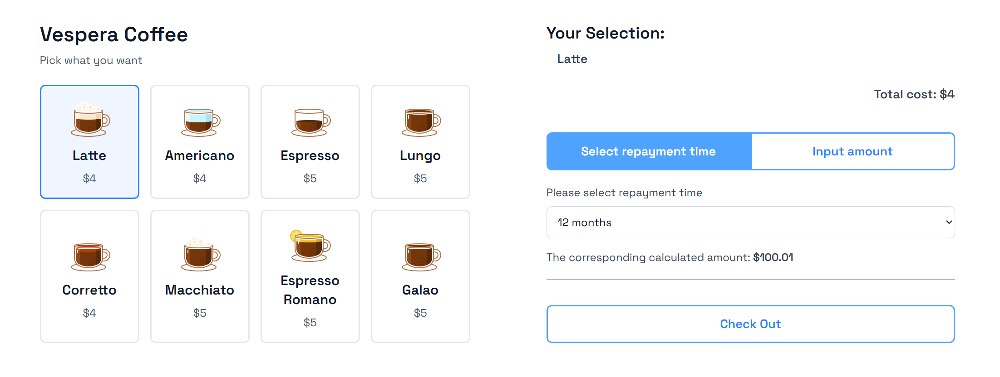 Vespera Coffee
Pick what you want
Latte
$4
Americano
$4
Espresso
$5
Lungo
$5
Corretto
$4
Macchiato
$5
Espresso
Romano
$5
Galao
$5
Your Selection:
Latte
Total cost: $4
Select repayment time
Input amount
Please select repayment time
12 months
The corresponding calculated amount: $100.01
Check Out